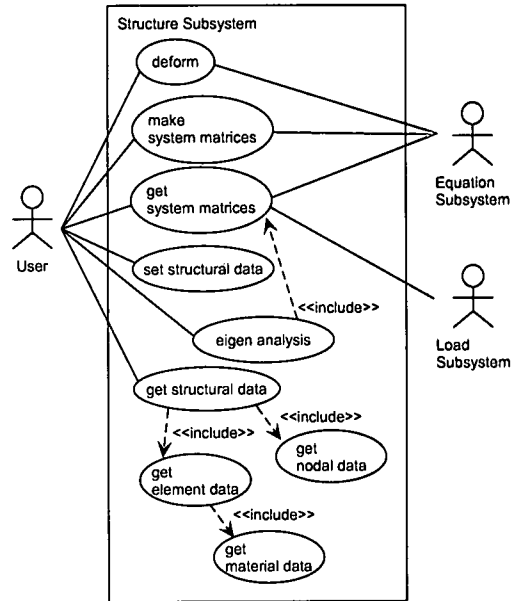 Structure Subsystem
deform
make
system matrices
get
system matrices
Equation
Subsystem
User
set structural data
<<include>>
eigen analysis
Load
Subsystem
get structural data
<<include>>
<<include>>
get
nodal data
get
element data
<<include>>
get
material data